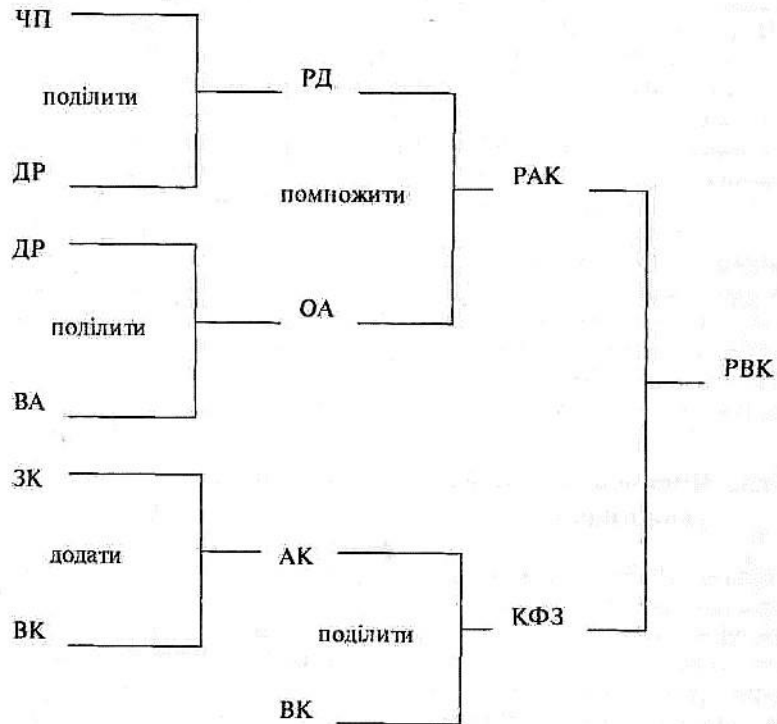 ЧП
поділити
РД
ДР
помножити
РАК
ДР
поділити
ОА
ВА
РВК
ЗК
додати
АК
ВК
поділити
КФЗ
ВК